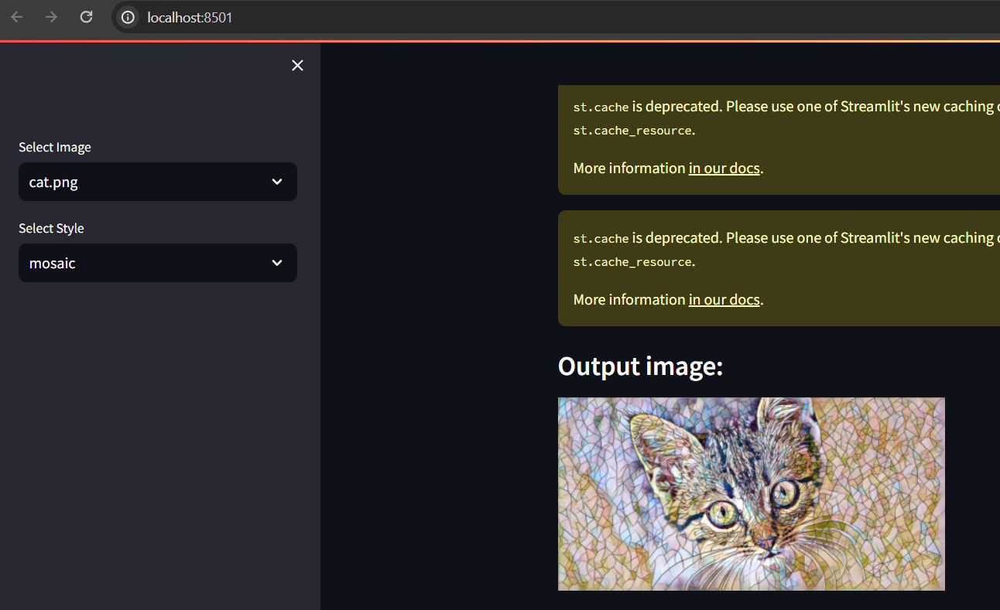 localhost:8501
Select Image
cat.png
Select Style
mosaic
st.cache is deprecated. Please use one of Streamlit's new caching
st.cache_resource.
More information in our docs.
st.cache is deprecated. Please use one of Streamlit's new caching
st.cache_resource.
More information in our docs.
Output image: